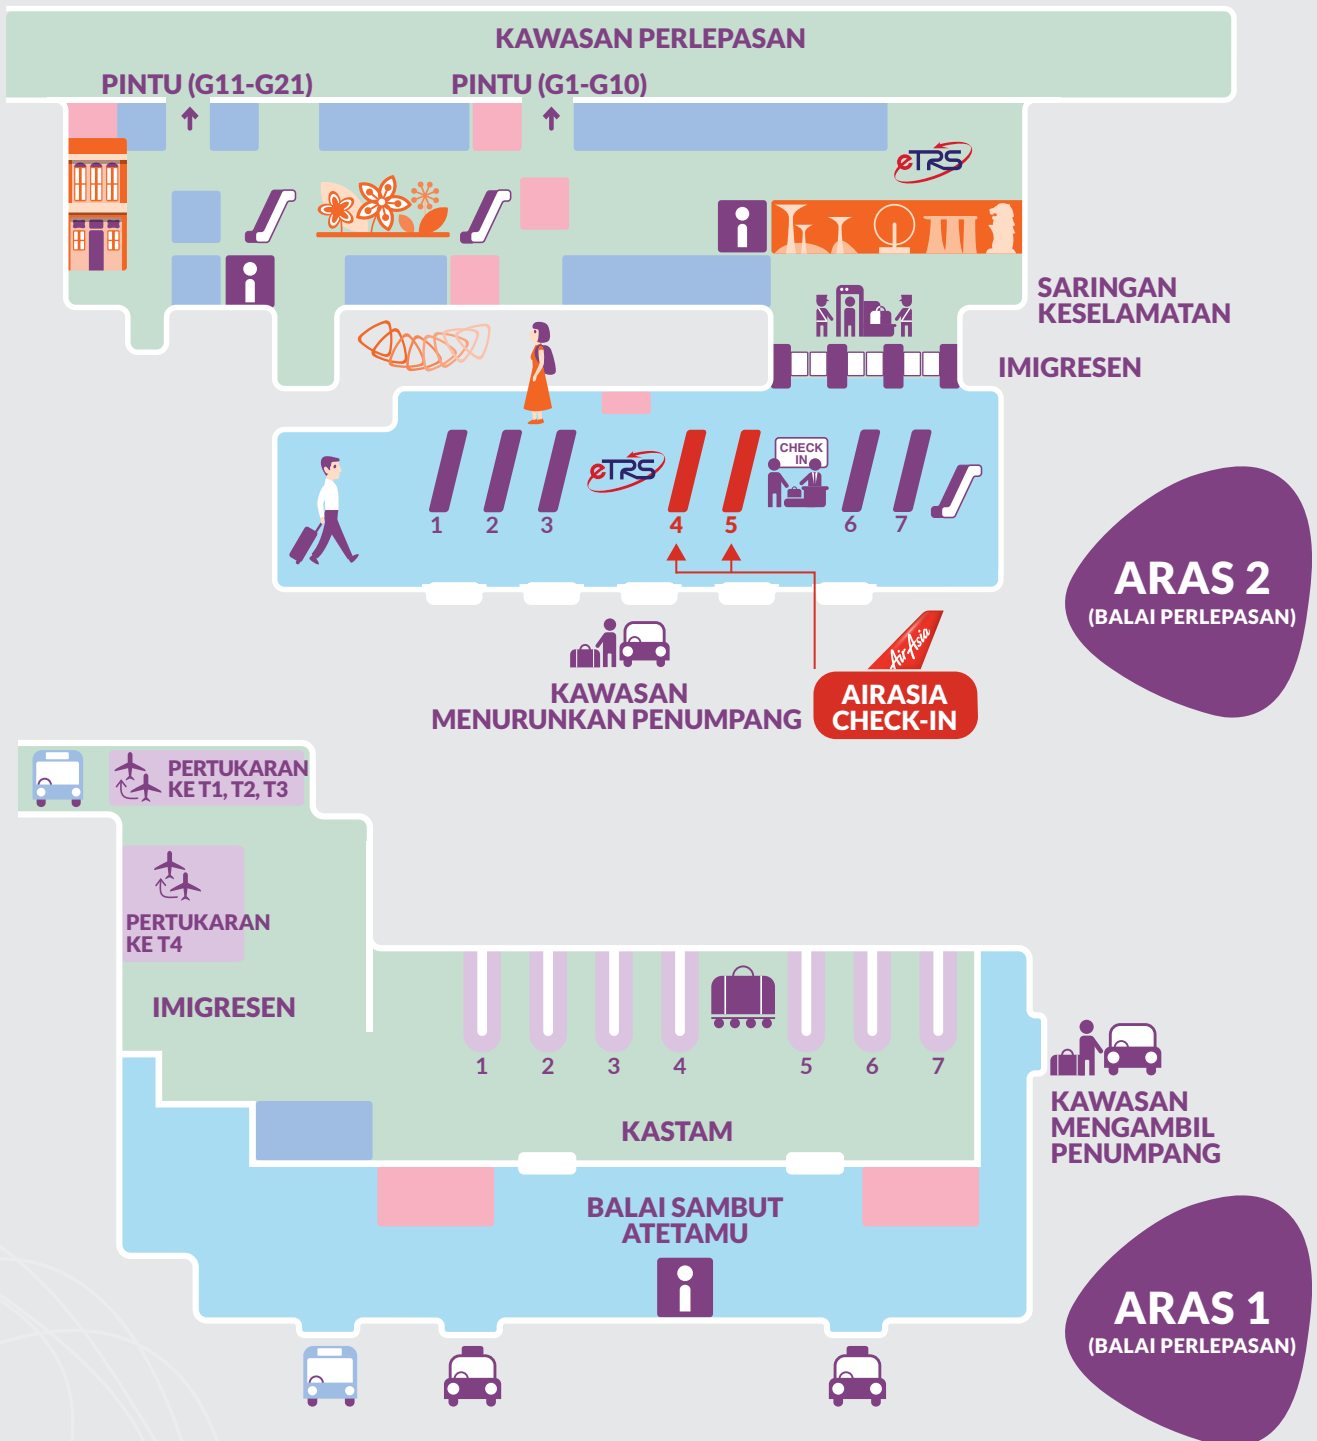 KAWASAN PERLEPASAN
PINTU (G11-G21)
PINTU (G1-G10)
eTRS
SARINGAN
KESELAMATAN
IMIGRESEN
CHECK
IN
eTRS
1
2
3
4
5
6
7
ARAS 2
(BALAI PERLEPASAN)
AirAsia
KAWASAN
MENURUNKAN PENUMPANG
AIRASIA
CHECK-IN
PERTUKARAN
KE T1, T2, T3
PERTUKARAN
KE T4
IMIGRESEN
1
2
3
4
5
6
7
KAWASAN
MENGAMBIL
PENUMPANG
KASTAM
BALAI SAMBUT
ATETAMU
ARAS 1
(BALAI PERLEPASAN)